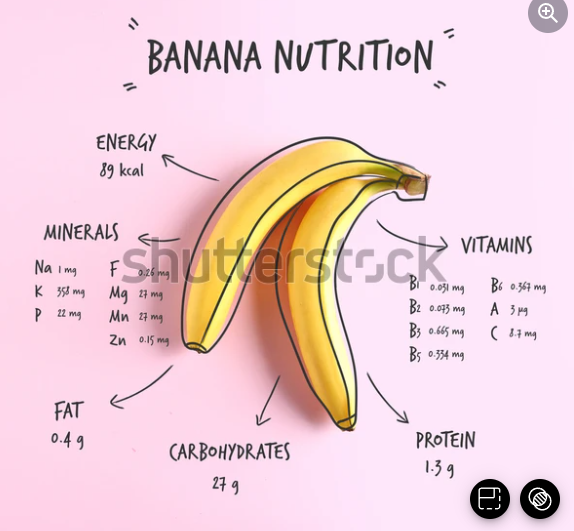 BANANA NUTRITION
ENERGY
89 kcal
MINERALS
Na 1 mg
K 358 mg
P 22 mg
F 0.26 mg
Mg 27 mg
Mn 27 mg
Zn 0.15 mg
VITAMINS
B1 0.031 mg
B2 0.073 mg
B3 0.665 mg
B5 0.334 mg
B6 0.367 mg
A 3 µg
C 8.7 mg
shutterstock
FAT
0.4 g
CARBOHYDRATES
27 g
PROTEIN
1.3 g